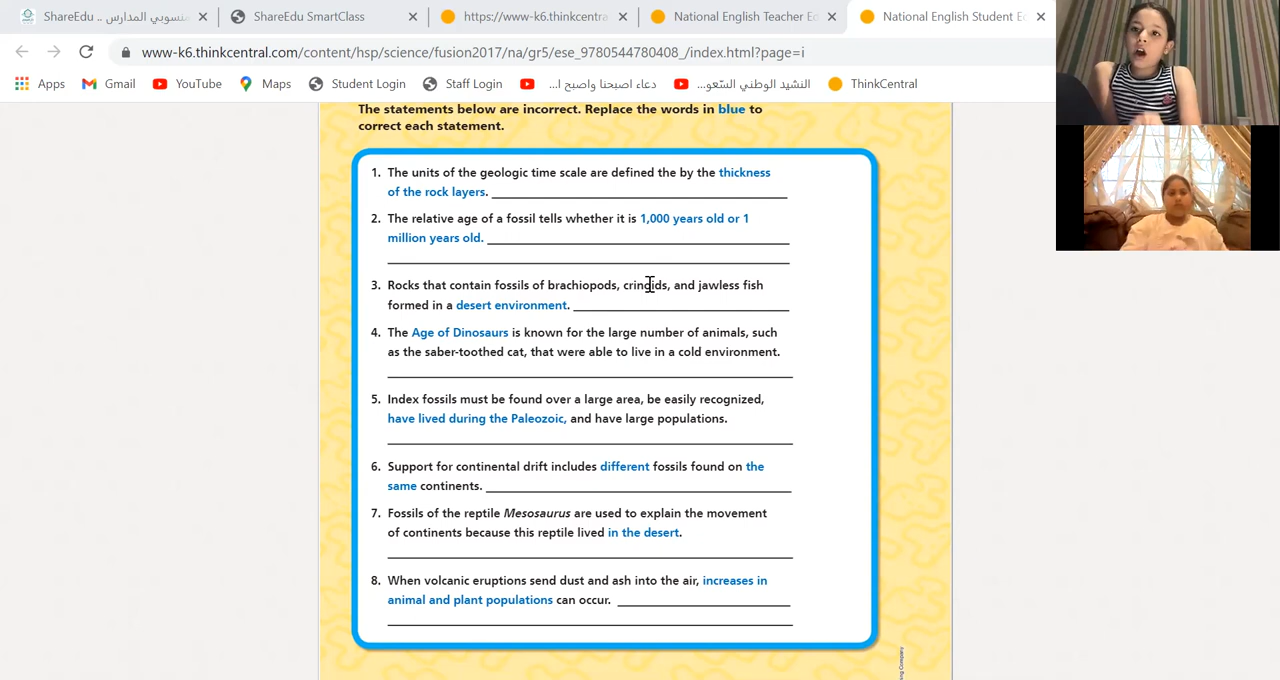 منسوبي المدارس .. ShareEdu
ShareEdu SmartClass
https://www-k6.thinkcentra
National English Teacher Ed
National English Student Ec
www-k6.thinkcentral.com/content/hsp/science/fusion2017/na/gr5/ese_9780544780408_/index.html?page=i
Apps
Gmail
YouTube
Maps
Student Login
Staff Login
دعاء اصبحنا واصبح ا...
النشيد الوطني السّعو...
ThinkCentral
The statements below are incorrect. Replace the words in blue to
correct each statement.
1. The units of the geologic time scale are defined the by the thickness
of the rock layers.
2. The relative age of a fossil tells whether it is 1,000 years old or 1
million years old.
3. Rocks that contain fossils of brachiopods, crinoids, and jawless fish
formed in a desert environment.
4. The Age of Dinosaurs is known for the large number of animals, such
as the saber-toothed cat, that were able to live in a cold environment.
5. Index fossils must be found over a large area, be easily recognized,
have lived during the Paleozoic, and have large populations.
6. Support for continental drift includes different fossils found on the
same continents.
7. Fossils of the reptile Mesosaurus are used to explain the movement
of continents because this reptile lived in the desert.
8. When volcanic eruptions send dust and ash into the air, increases in
animal and plant populations can occur.
ing Company